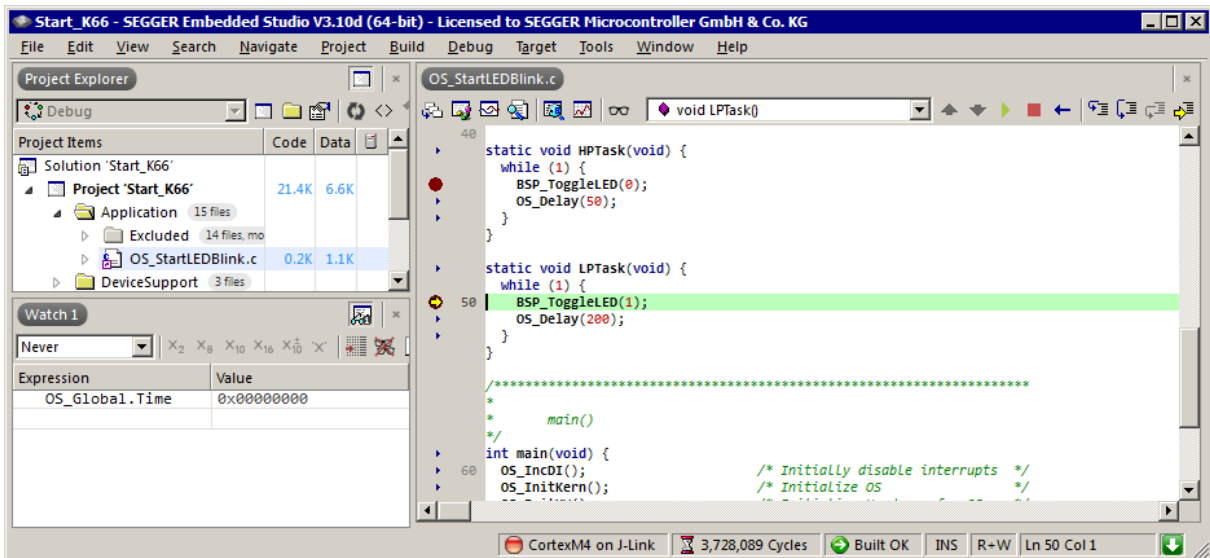 Start_K66 - SEGGER Embedded Studio V3.10d (64-bit) - Licensed to SEGGER Microcontroller GmbH & Co. KG
File Edit View Search Navigate Project Build Debug Target Tools Window Help
Project Explorer
Debug
Project Items Code Data
Solution 'Start_K66'
Project 'Start_K66' 21.4K 6.6K
Application 15 files
Excluded 14 files, mo
OS_StartLEDBlink.c 0.2K 1.1K
DeviceSupport 3 files
Watch 1
Never x2 x8 x10 x16 x±10 'x'
Expression Value
OS_Global.Time 0x00000000
OS_StartLEDBlink.c
void LPTask()
40
static void HPTask(void) {
while (1) {
BSP_ToggleLED(0);
OS_Delay(50);
}
}
static void LPTask(void) {
while (1) {
50 BSP_ToggleLED(1);
OS_Delay(200);
}
}
/*********************************************************************
*
* main()
*/
int main(void) {
60 OS_IncDI(); /* Initially disable interrupts */
OS_InitKern(); /* Initialize OS */
CortexM4 on J-Link 3,728,089 Cycles Built OK INS R+W Ln 50 Col 1